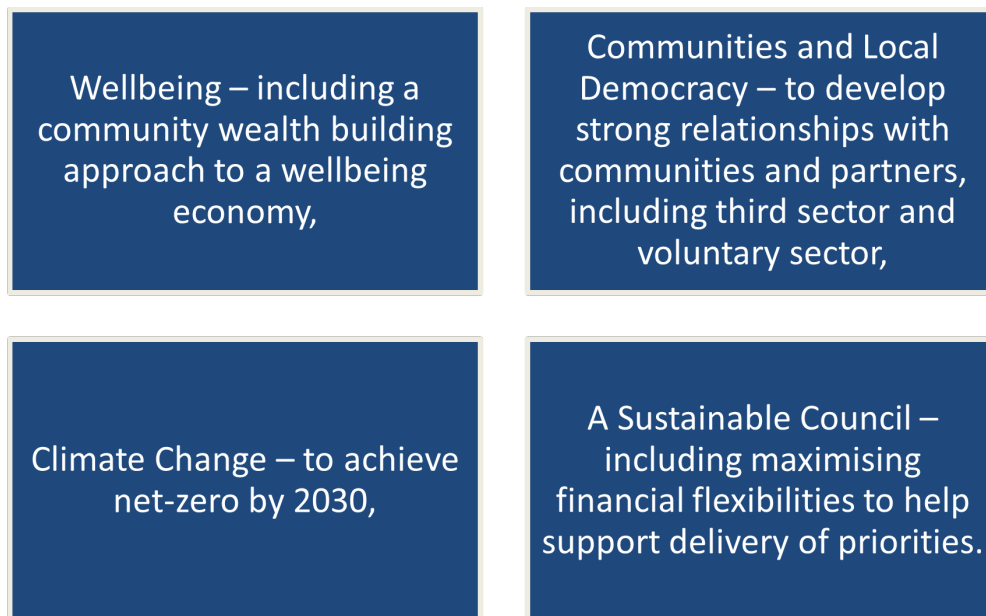 Wellbeing – including a
community wealth building
approach to a wellbeing
economy,
Communities and Local
Democracy – to develop
strong relationships with
communities and partners,
including third sector and
voluntary sector,
Climate Change – to achieve
net-zero by 2030,
A Sustainable Council –
including maximising
financial flexibilities to help
support delivery of priorities.